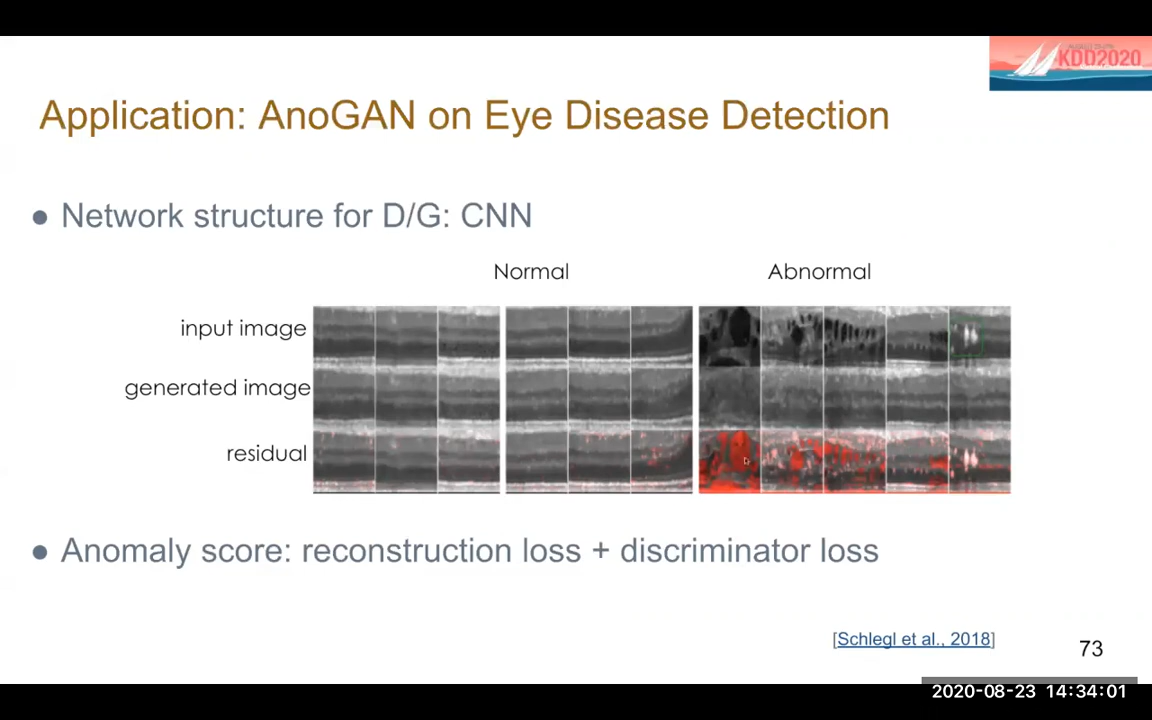 KDD2020
Application: AnoGAN on Eye Disease Detection
● Network structure for D/G: CNN
Normal
Abnormal
input image
generated image
residual
● Anomaly score: reconstruction loss + discriminator loss
[Schlegl et al., 2018]
73
2020-08-23 14:34:01